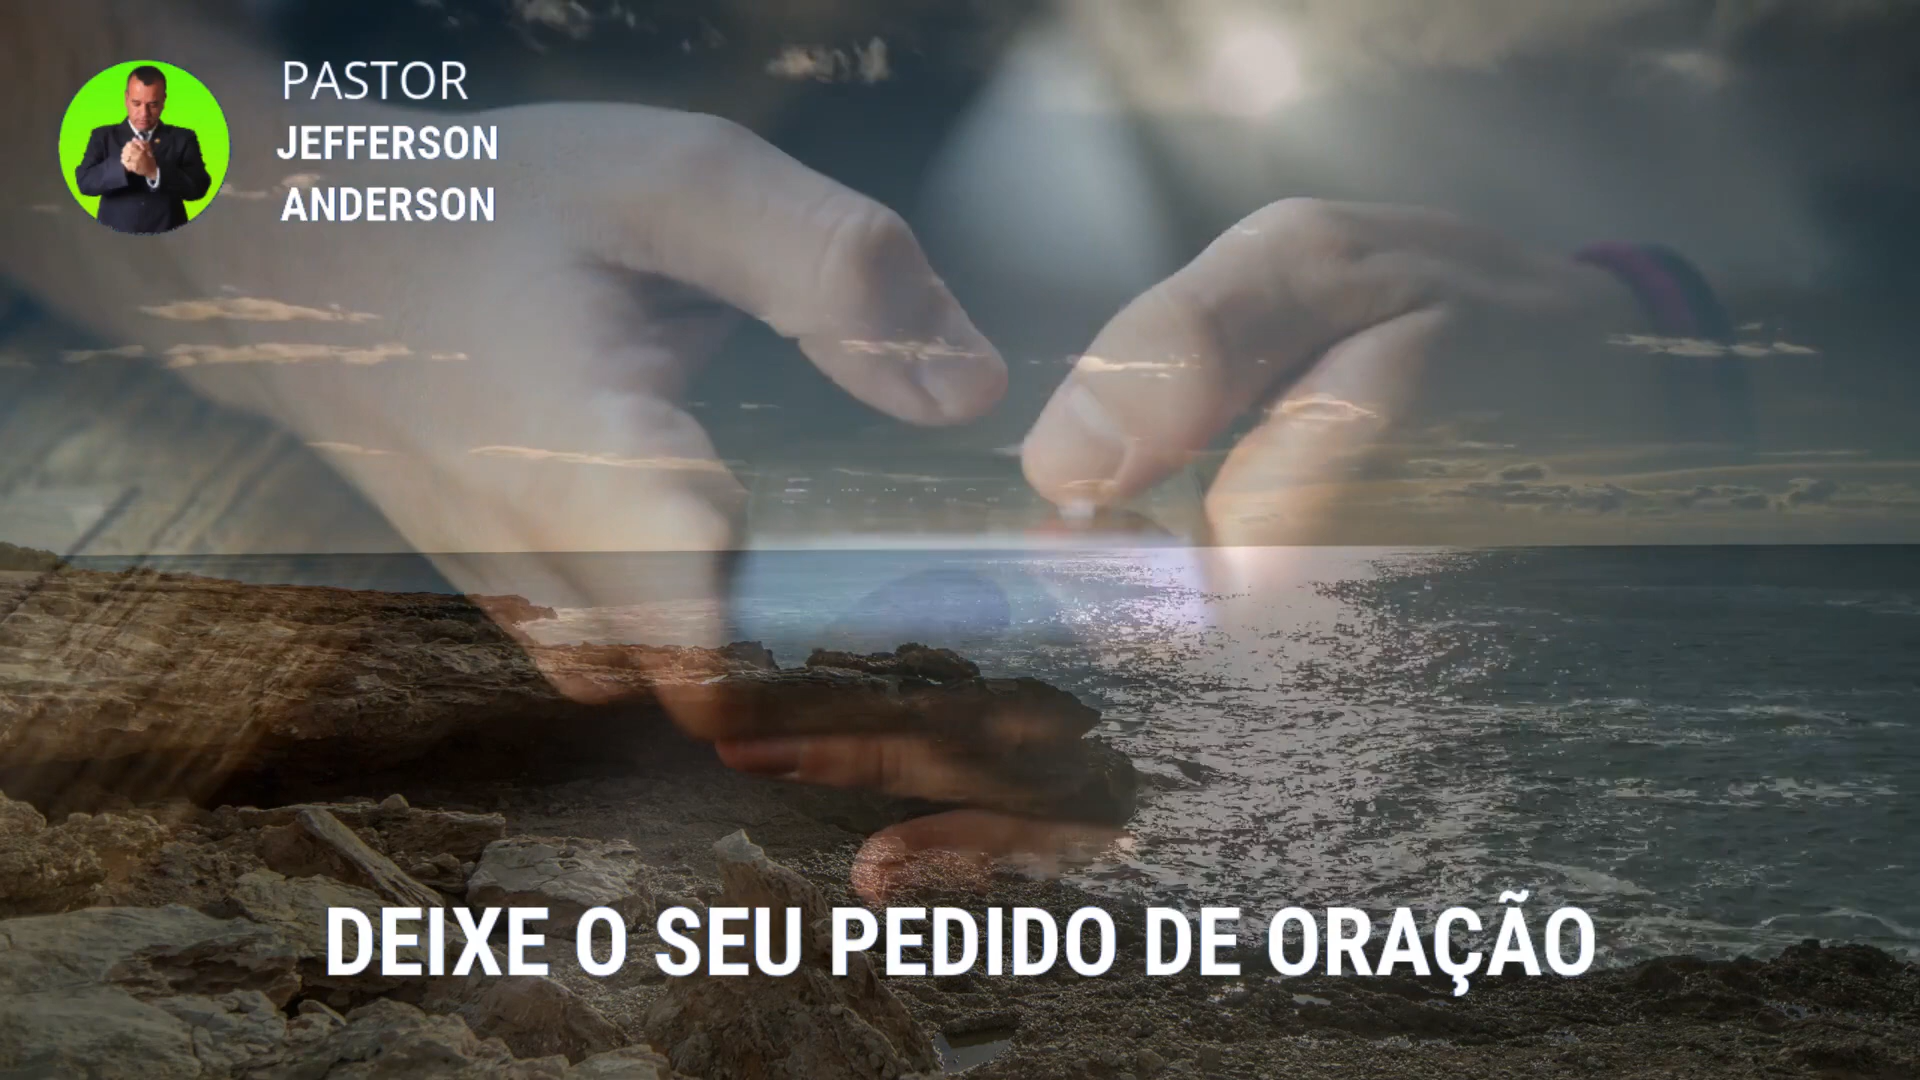 PASTOR
JEFFERSON
ANDERSON
DEIXE O SEU PEDIDO DE ORAÇÃO